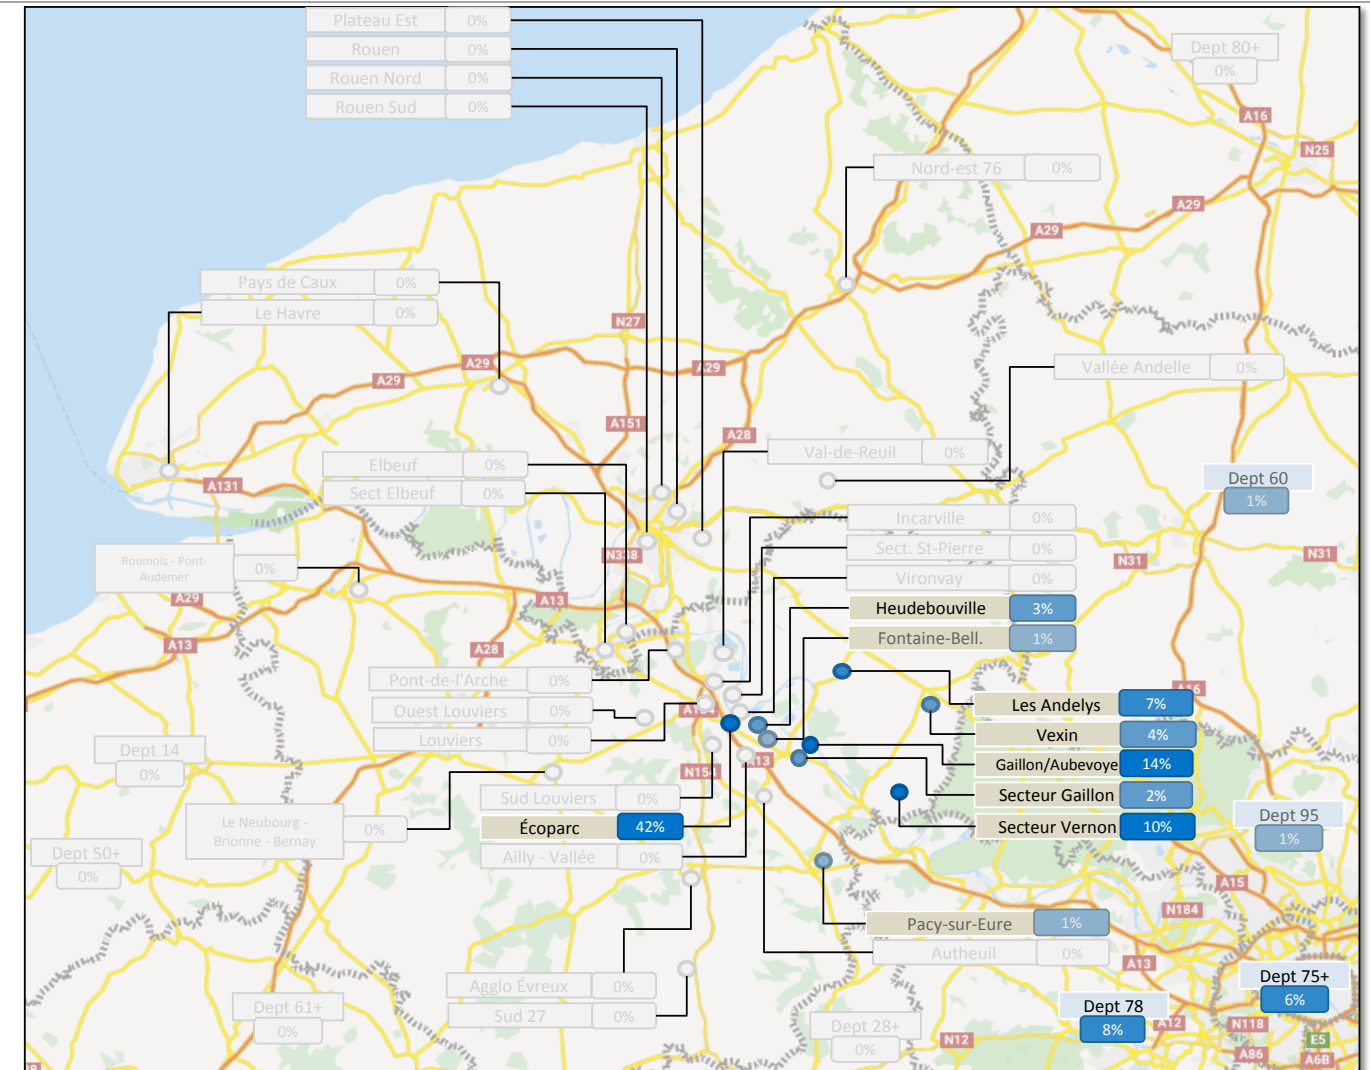 Plateau Est 0%
Rouen 0%
Rouen Nord 0%
Rouen Sud 0%
Dept 80+
0%
A16
N25
Nord-est 76 0%
A29
A29
Pays de Caux 0%
Le Havre 0%
N27
A29
A29
A29
Vallée Andelle 0%
A151
A28
Val-de-Reuil 0%
Elbeuf 0%
Sect Elbeuf 0%
A131
Dept 60
1%
Incarville 0%
Sect. St-Pierre 0%
Vironvay 0%
Heudebouville 3%
Fontaine-Bell. 1%
N338
N31
N31
Roumois - Pont-
Audemer 0%
A29
A13
A13
A28
Pont-de-l'Arche 0%
Ouest Louviers 0%
Louviers 0%
A16
Les Andelys 7%
Vexin 4%
Gaillon/Aubevoye 14%
Secteur Gaillon 2%
Secteur Vernon 10%
Dept 14
0%
N154
A13
Sud Louviers 0%
Écoparc 42%
Ailly - Vallée 0%
Le Neubourg -
Brionne - Bernay 0%
Dept 95
1%
Dept 50+
0%
A15
N184
Pacy-sur-Eure 1%
Autheuil 0%
A13
Agglo Évreux 0%
Sud 27 0%
Dept 61+
0%
Dept 28+
0%
Dept 75+
6%
Dept 78
8%
A12
N118
N12
E5
A86
A6B